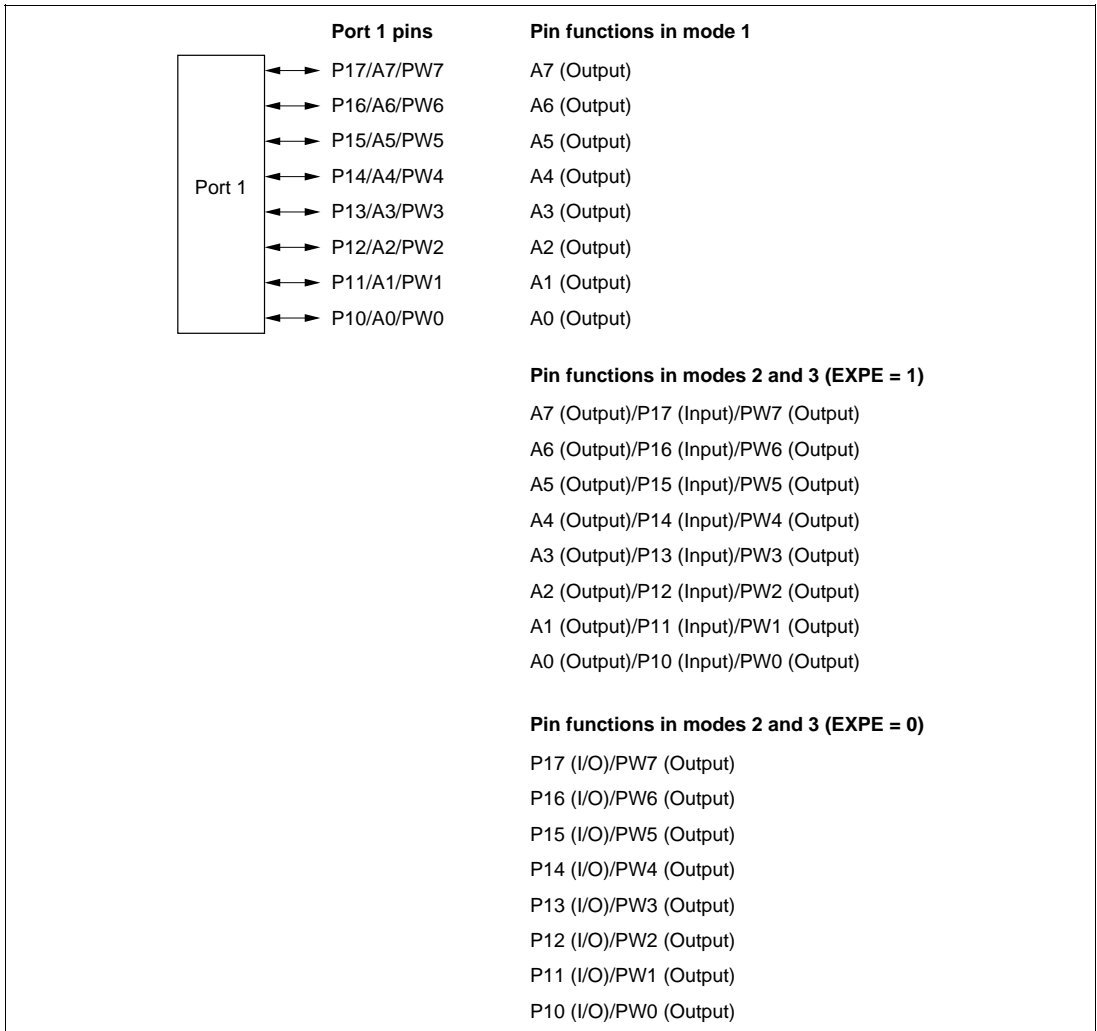 Port 1 pins Pin functions in mode 1
P17/A7/PW7 A7 (Output)
P16/A6/PW6 A6 (Output)
P15/A5/PW5 A5 (Output)
P14/A4/PW4 A4 (Output)
Port 1
P13/A3/PW3 A3 (Output)
P12/A2/PW2 A2 (Output)
P11/A1/PW1 A1 (Output)
P10/A0/PW0 A0 (Output)
Pin functions in modes 2 and 3 (EXPE = 1)
A7 (Output)/P17 (Input)/PW7 (Output)
A6 (Output)/P16 (Input)/PW6 (Output)
A5 (Output)/P15 (Input)/PW5 (Output)
A4 (Output)/P14 (Input)/PW4 (Output)
A3 (Output)/P13 (Input)/PW3 (Output)
A2 (Output)/P12 (Input)/PW2 (Output)
A1 (Output)/P11 (Input)/PW1 (Output)
A0 (Output)/P10 (Input)/PW0 (Output)
Pin functions in modes 2 and 3 (EXPE = 0)
P17 (I/O)/PW7 (Output)
P16 (I/O)/PW6 (Output)
P15 (I/O)/PW5 (Output)
P14 (I/O)/PW4 (Output)
P13 (I/O)/PW3 (Output)
P12 (I/O)/PW2 (Output)
P11 (I/O)/PW1 (Output)
P10 (I/O)/PW0 (Output)